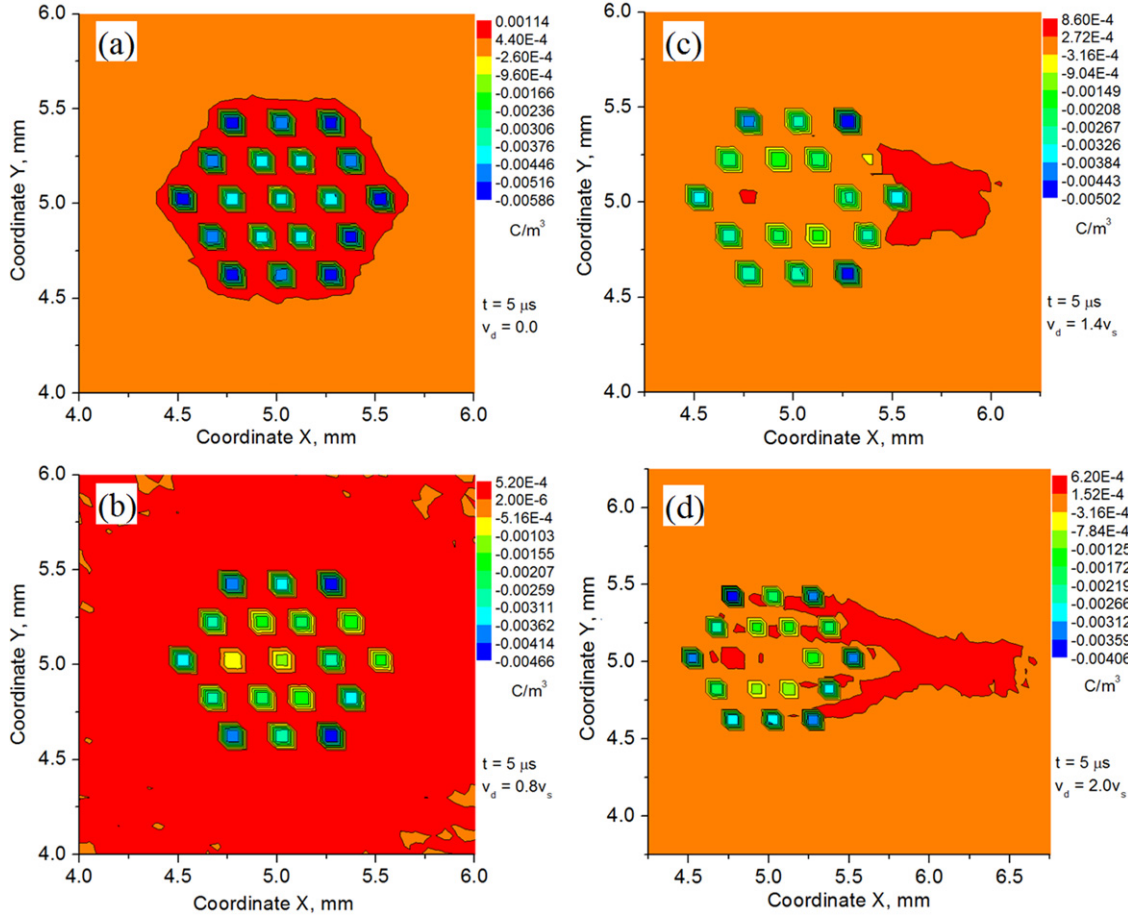 (a)
6.0
5.5
5.0
4.5
4.0
4.0 4.5 5.0 5.5 6.0
Coordinate Y, mm
Coordinate X, mm
0.00114
4.40E-4
-2.60E-4
-9.60E-4
-0.00166
-0.00236
-0.00306
-0.00376
-0.00446
-0.00516
-0.00586
C/m³
t = 5 μs
v_d = 0.0
(c)
6.0
5.5
5.0
4.5
4.0
4.5 5.0 5.5 6.0
Coordinate Y, mm
Coordinate X, mm
8.60E-4
2.72E-4
-3.16E-4
-9.04E-4
-0.00149
-0.00208
-0.00267
-0.00326
-0.00384
-0.00443
-0.00502
C/m³
t = 5 μs
v_d = 1.4v_s
(b)
6.0
5.5
5.0
4.5
4.0
4.0 4.5 5.0 5.5 6.0
Coordinate Y, mm
Coordinate X, mm
5.20E-4
2.00E-6
-5.16E-4
-0.00103
-0.00155
-0.00207
-0.00259
-0.00311
-0.00362
-0.00414
-0.00466
C/m³
t = 5 μs
v_d = 0.8v_s
(d)
6.0
5.5
5.0
4.5
4.0
4.5 5.0 5.5 6.0 6.5
Coordinate Y, mm
Coordinate X, mm
6.20E-4
1.52E-4
-3.16E-4
-7.84E-4
-0.00125
-0.00172
-0.00219
-0.00266
-0.00312
-0.00359
-0.00406
C/m³
t = 5 μs
v_d = 2.0v_s